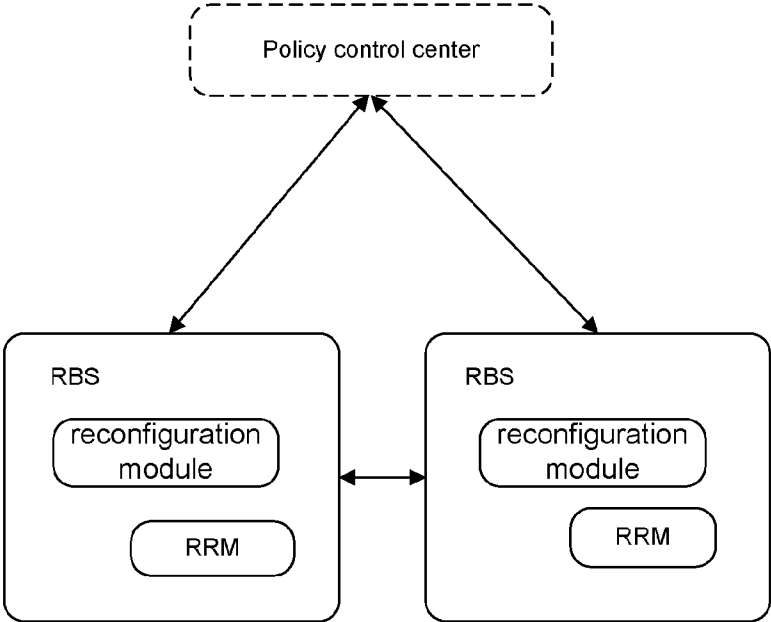 Policy control center
RBS
reconfiguration
module
RRM
RBS
reconfiguration
module
RRM